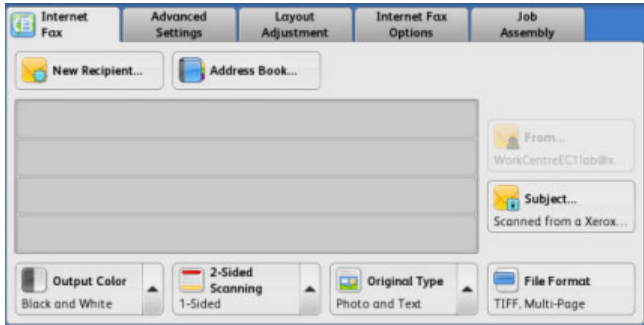 Internet Fax
Advanced Settings
Layout Adjustment
Internet Fax Options
Job Assembly
New Recipient...
Address Book...
From...
WorkCentreEC1lab@x...
Subject...
Scanned from a Xerox...
Output Color
Black and White
2-Sided Scanning
1-Sided
Original Type
Photo and Text
File Format
TIFF, Multi-Page